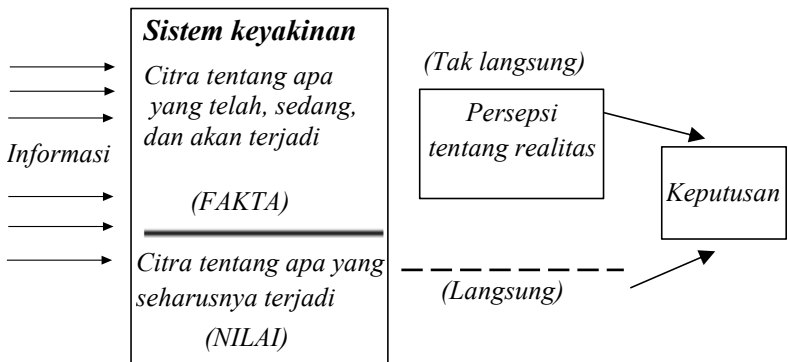 Informasi
Sistem keyakinan
Citra tentang apa
yang telah, sedang,
dan akan terjadi
(FAKTA)
Citra tentang apa yang
seharusnya terjadi
(NILAI)
(Tak langsung)
Persepsi
tentang realitas
(Langsung)
Keputusan